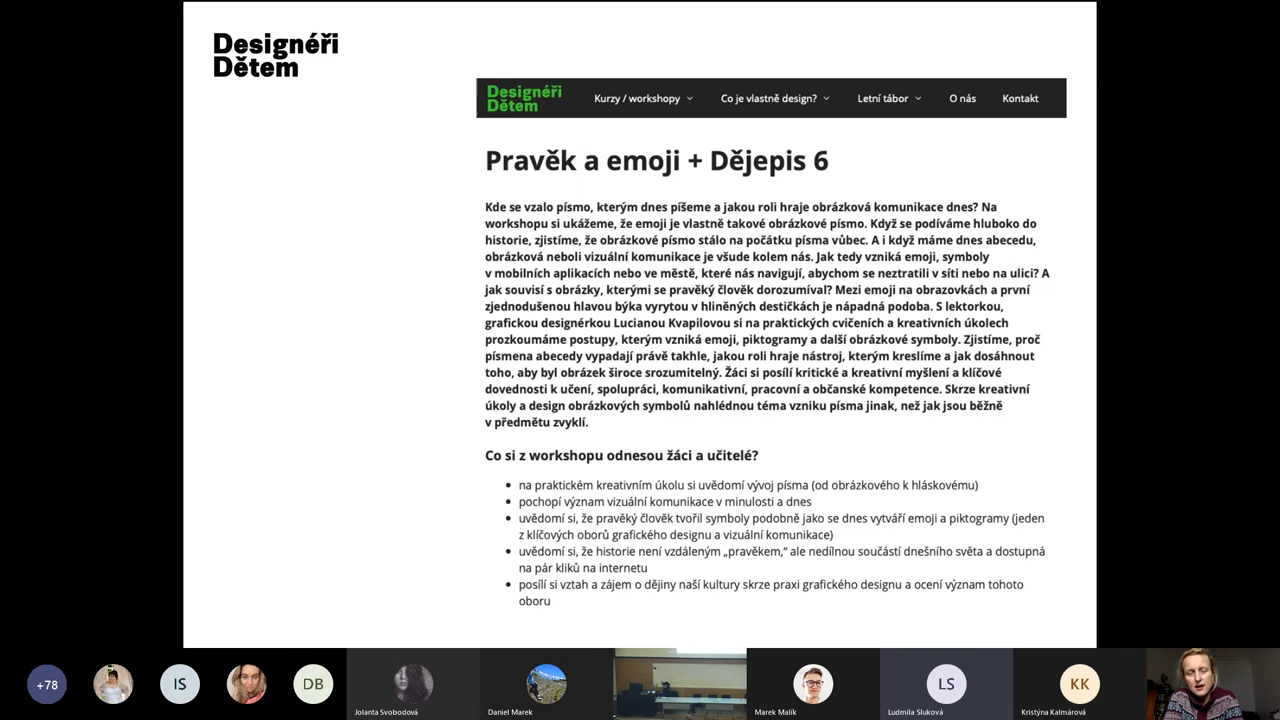 Designéři
Dětem
Designéři
Dětem
Kurzy / workshopy
Co je vlastně design?
Letní tábor
O nás
Kontakt
Pravěk a emoji + Dějepis 6
Kde se vzalo písmo, kterým dnes píšeme a jakou roli hraje obrázková komunikace dnes? Na
workshopu si ukážeme, že emoji je vlastně takové obrázkové písmo. Když se podíváme hluboko do
historie, zjistíme, že obrázkové písmo stálo na počátku písma vůbec. A i když máme dnes abecedu,
obrázková neboli vizuální komunikace je všude kolem nás. Jak tedy vzniká emoji, symboly
v mobilních aplikacích nebo ve městě, které nás navigují, abychom se neztratili v síti nebo na ulici? A
jak souvisí s obrázky, kterými se pravěký člověk dorozumíval? Mezi emoji na obrazovkách a první
zjednodušenou hlavou býka vyrytou v hliněných destičkách je nápadná podoba. S lektorkou,
grafickou designérkou Lucianou Kvapilovou si na praktických cvičeních a kreativních úkolech
prozkoumáme postupy, kterým vzniká emoji, piktogramy a další obrázkové symboly. Zjistíme, proč
písmena abecedy vypadají právě takhle, jakou roli hraje nástroj, kterým kreslíme a jak dosáhnout
toho, aby byl obrázek široce srozumitelný. Žáci si posílí kritické a kreativní myšlení a klíčové
dovednosti k učení, spolupráci, komunikativní, pracovní a občanské kompetence. Skrze kreativní
úkoly a design obrázkových symbolů nahlédnou téma vzniku písma jinak, než jak jsou běžně
v předmětu zvyklí.
Co si z workshopu odnesou žáci a učitelé?
• na praktickém kreativním úkolu si uvědomí vývoj písma (od obrázkového k hláskovému)
• pochopí význam vizuální komunikace v minulosti a dnes
• uvědomí si, že pravěký člověk tvořil symboly podobně jako se dnes vytváří emoji a piktogramy (jeden
z klíčových oborů grafického designu a vizuální komunikace)
• uvědomí si, že historie není vzdáleným „pravěkem,“ ale nedílnou součástí dnešního světa a dostupná
na pár kliků na internetu
• posílí si vztah a zájem o dějiny naší kultury skrze praxi grafického designu a ocení význam tohoto
oboru
+78
IS
DB
Jolanta Svobodová
Daniel Marek
Marek Malík
LS
Ludmila Sluková
KK
Kristýna Kalmárová